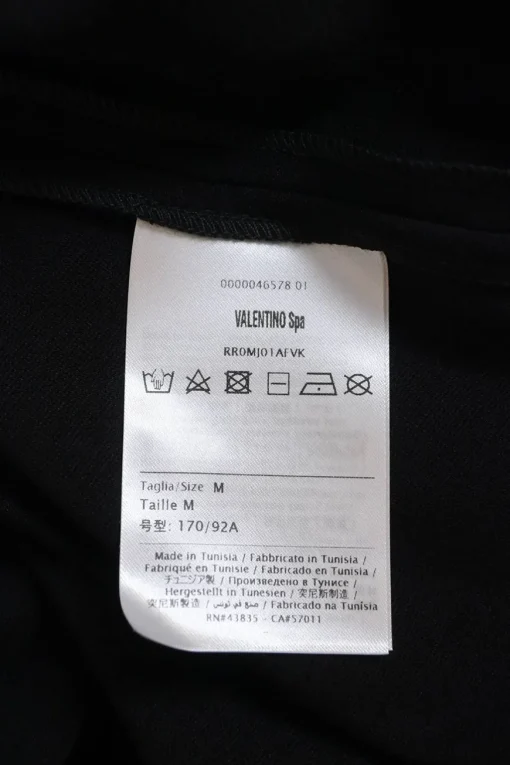 0000046578 01
VALENTINO Spa
RR0MJ01AFVK
Taglia/Size M
Taille M
号型: 170/92A
Made in Tunisia / Fabbricato in Tunisia /
Fabriqué en Tunisie / Fabricado en Tunisia /
チュニジア製 / Произведено в Тунисе /
Hergestellt in Tunesien / 突尼斯制造 /
突尼斯製造 / صنع في تونس / Fabricado na Tunísia
RN#43835 - CA#57011